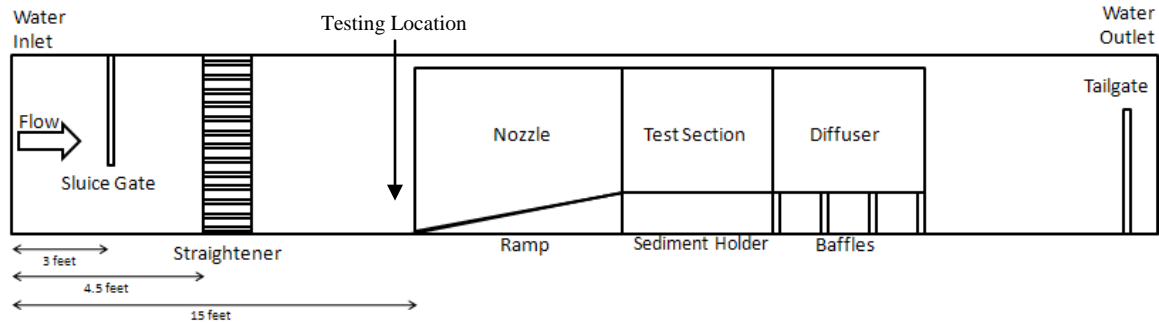 Water
Inlet
Testing Location
Water
Outlet
Tailgate
Flow
Nozzle
Test Section
Diffuser
Sluice Gate
Straightener
Ramp
Sediment Holder
Baffles
3 feet
4.5 feet
15 feet